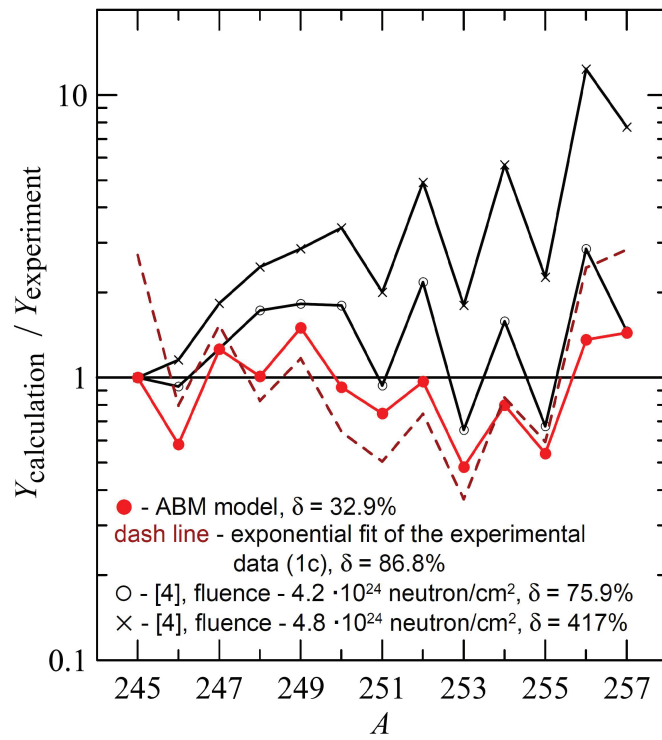 10
1
0.1
Ycalculation / Yexperiment
● - ABM model, δ = 32.9%
dash line - exponential fit of the experimental
data (1c), δ = 86.8%
○ - [4], fluence - 4.2 ·10²⁴ neutron/cm², δ = 75.9%
× - [4], fluence - 4.8 ·10²⁴ neutron/cm², δ = 417%
245 247 249 251 253 255 257
A